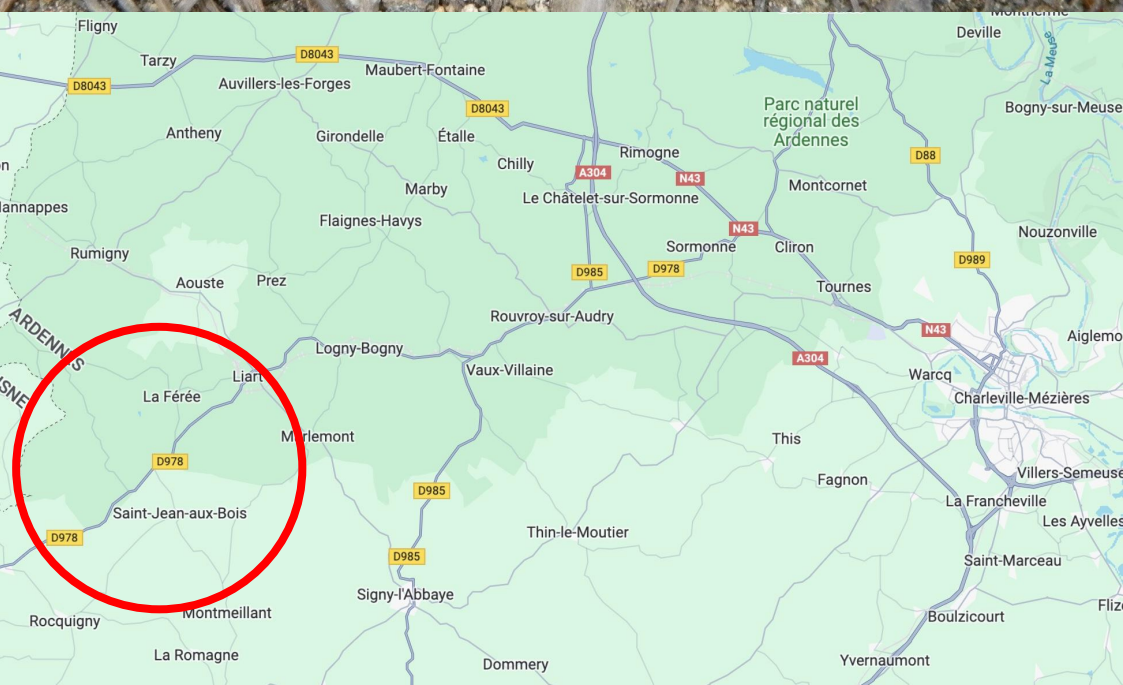 Fligny
Deville
La Meuse
Tarzy
D8043
Maubert-Fontaine
D8043
Auvillers-les-Forges
D8043
Parc naturel
régional des
Ardennes
Bogny-sur-Meuse
Antheny
Girondelle
Étalle
Rimogne
D88
Chilly
A304
N43
Marby
Montcornet
Le Châtelet-sur-Sormonne
Flaignes-Havys
N43
Nouzonville
Rumigny
Sormonne
Cliron
D989
Aouste
Prez
D985
D978
Tournes
ARDENNES
Rouvroy-sur-Audry
N43
Logny-Bogny
A304
Liart
Vaux-Villaine
Warcq
La Férée
Charleville-Mézières
Marlemont
This
D978
Villers-Semeuse
Fagnon
D985
La Francheville
Saint-Jean-aux-Bois
Les Ayvelles
D978
Thin-le-Moutier
D985
Saint-Marceau
Signy-l'Abbaye
Montmeillant
Rocquigny
Boulzicourt
La Romagne
Dommery
Yvernaumont